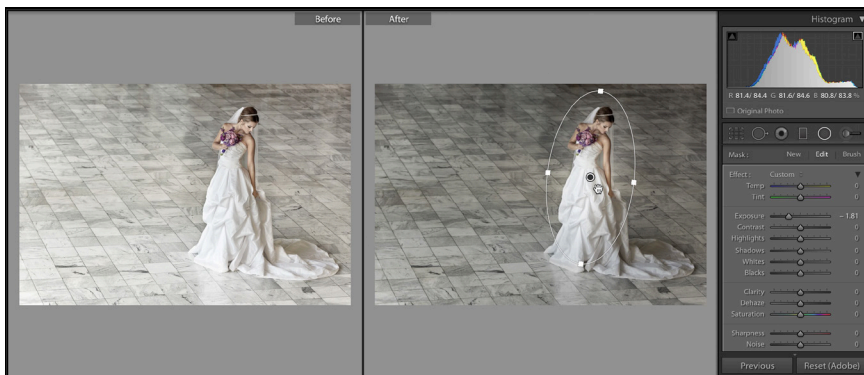 Before
After
Histogram
R 81.4/ 84.4 G 81.6/ 84.6 B 80.8/ 83.8 %
Original Photo
Mask : New Edit Brush
Effect : Custom
Temp 0
Tint 0
Exposure – 1.81
Contrast 0
Highlights 0
Shadows 0
Whites 0
Blacks 0
Clarity 0
Dehaze 0
Saturation 0
Sharpness 0
Noise 0
Previous
Reset (Adobe)